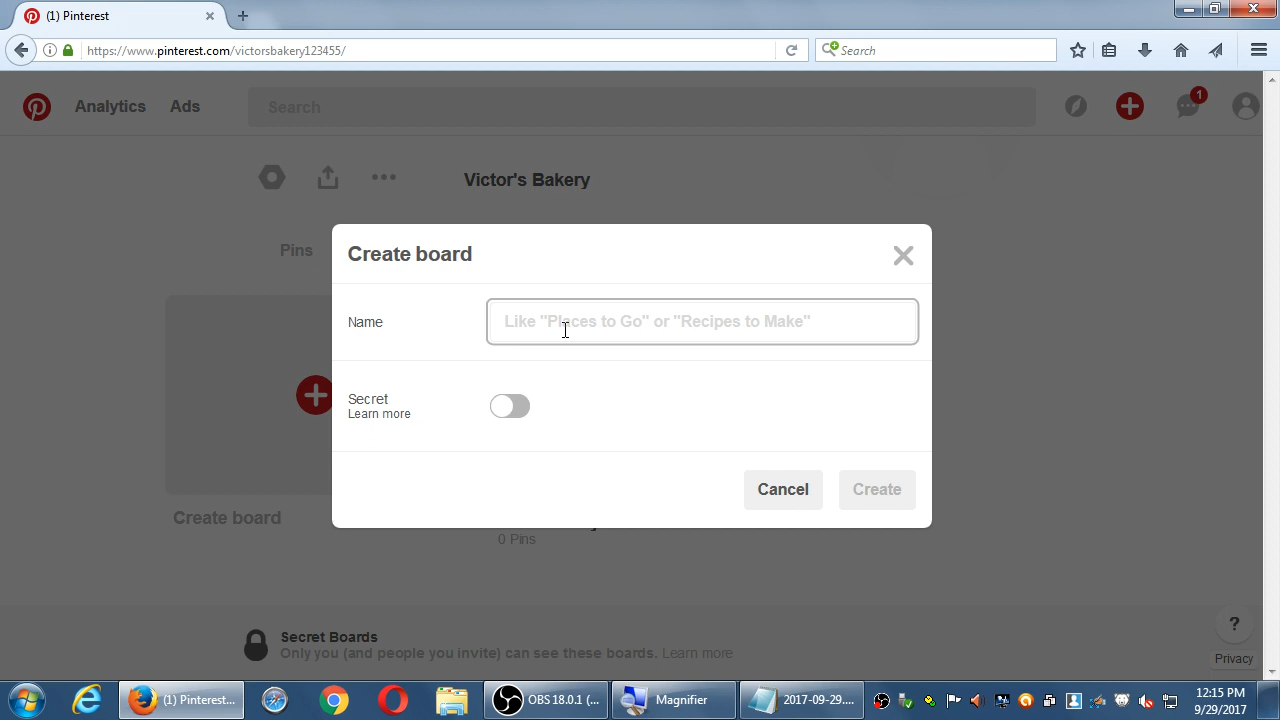 (1) Pinterest
https://www.pinterest.com/victorsbakery123455/
Search
Analytics
Ads
Search
1
Victor's Bakery
Pins
Create board
Name
Like "Places to Go" or "Recipes to Make"
Secret
Learn more
Cancel
Create
Create board
0 Pins
Secret Boards
Only you (and people you invite) can see these boards. Learn more
?
Privacy
(1) Pinterest...
OBS 18.0.1 (...
Magnifier
2017-09-29....
12:15 PM
9/29/2017